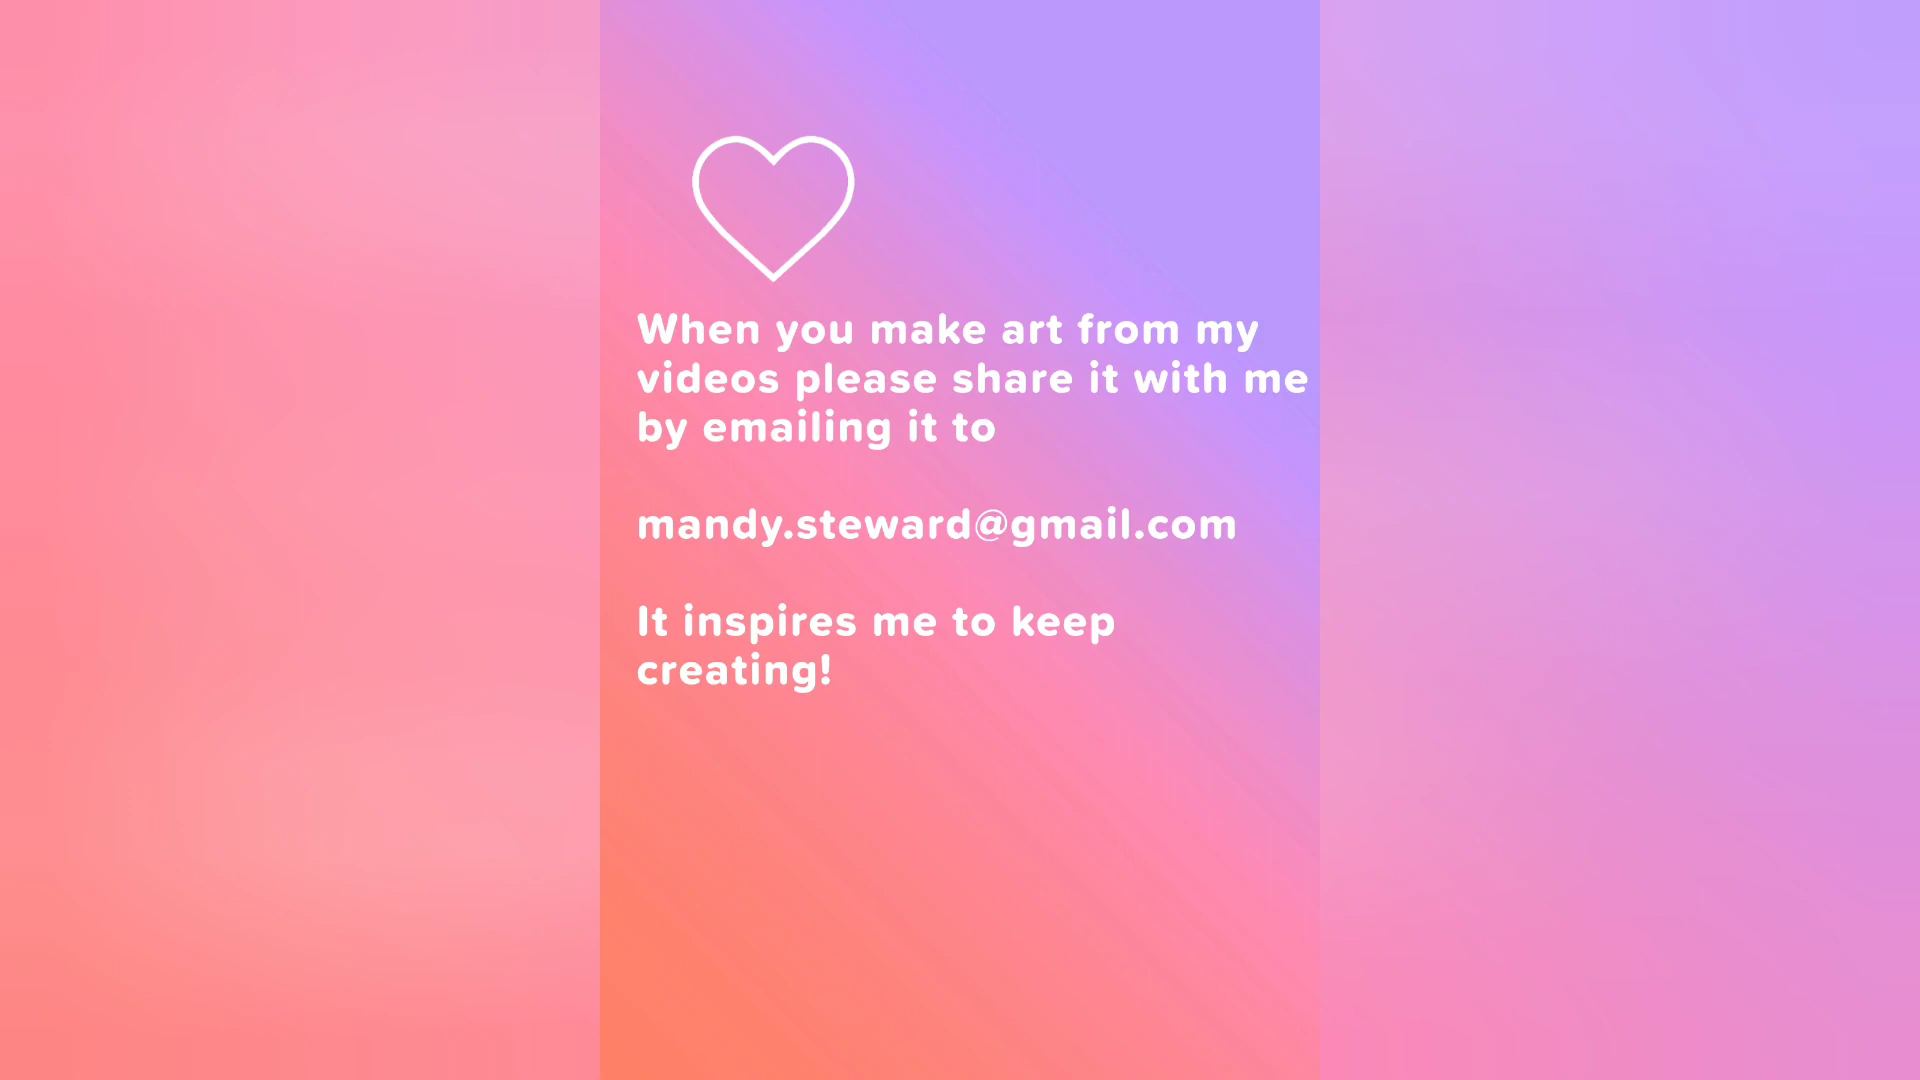 When you make art from my
videos please share it with me
by emailing it to
mandy.steward@gmail.com
It inspires me to keep
creating!